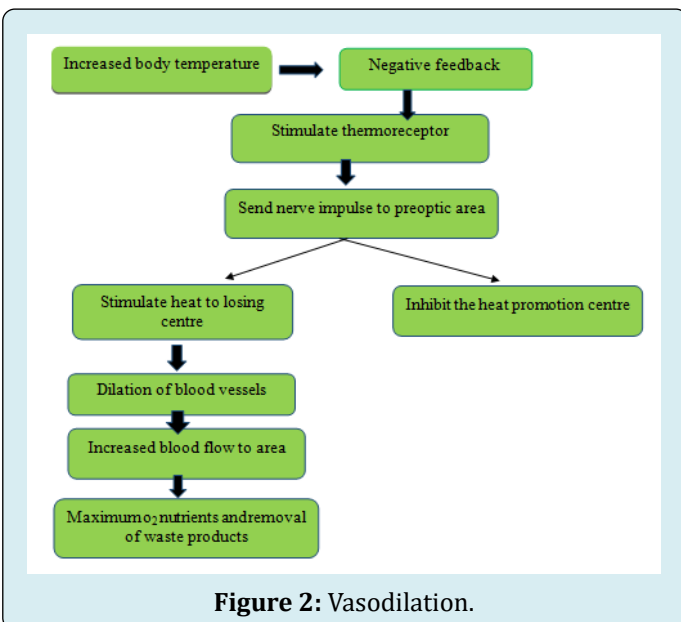 Increased body temperature
Negative feedback
Stimulate thermoreceptor
Send nerve impulse to preoptic area
Stimulate heat to losing
centre
Inhibit the heat promotion centre
Dilation of blood vessels
Increased blood flow to area
Maximum o₂ nutrients andremoval
of waste products
Figure 2: Vasodilation.